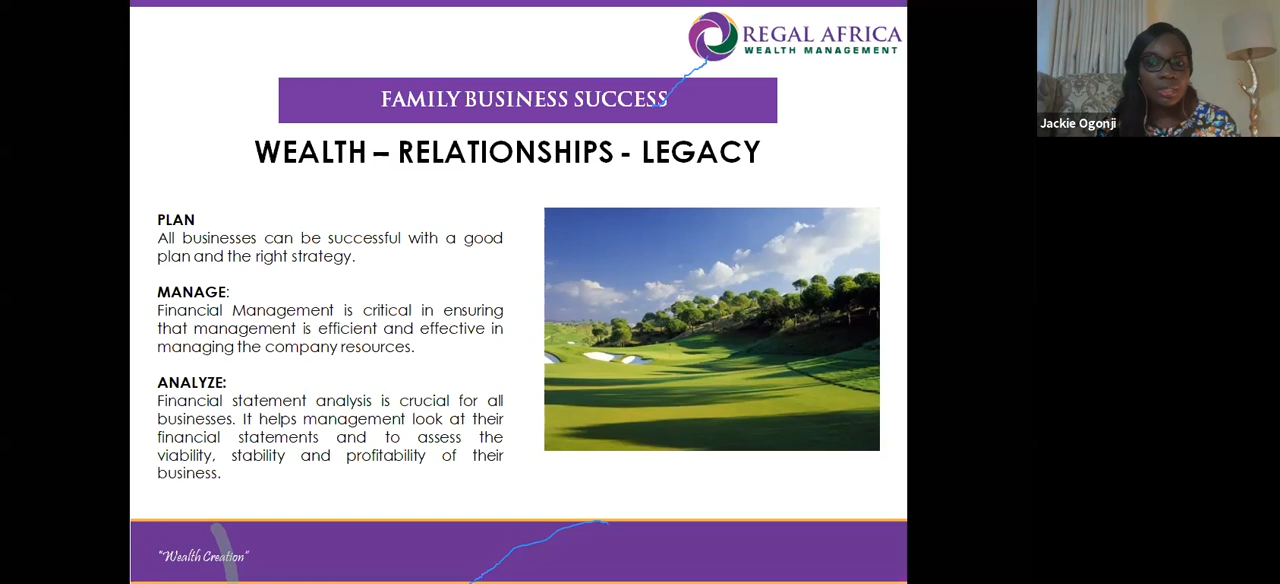 REGAL AFRICA
WEALTH MANAGEMENT
FAMILY BUSINESS SUCCESS
WEALTH – RELATIONSHIPS - LEGACY
PLAN
All businesses can be successful with a good
plan and the right strategy.
MANAGE:
Financial Management is critical in ensuring
that management is efficient and effective in
managing the company resources.
ANALYZE:
Financial statement analysis is crucial for all
businesses. It helps management look at their
financial statements and to assess the
viability, stability and profitability of their
business.
"Wealth Creation"
Jackie Ogonji